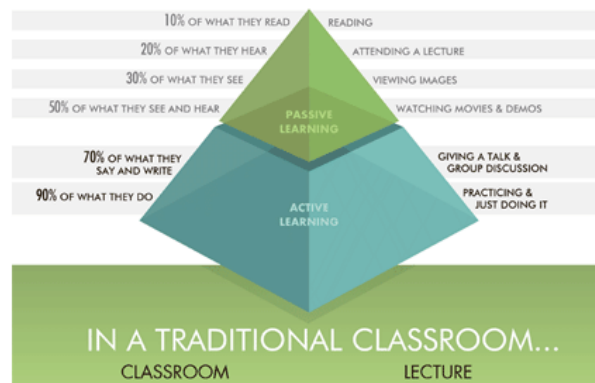 10% OF WHAT THEY READ
READING
20% OF WHAT THEY HEAR
ATTENDING A LECTURE
30% OF WHAT THEY SEE
VIEWING IMAGES
50% OF WHAT THEY SEE AND HEAR
WATCHING MOVIES & DEMOS
PASSIVE
LEARNING
70% OF WHAT THEY
SAY AND WRITE
GIVING A TALK &
GROUP DISCUSSION
90% OF WHAT THEY DO
PRACTICING &
JUST DOING IT
ACTIVE
LEARNING
IN A TRADITIONAL CLASSROOM...
CLASSROOM
LECTURE